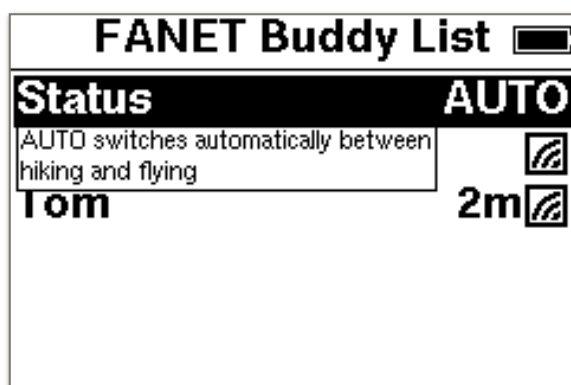 FANET Buddy List
Status AUTO
AUTO switches automatically between
hiking and flying
Tom 2m